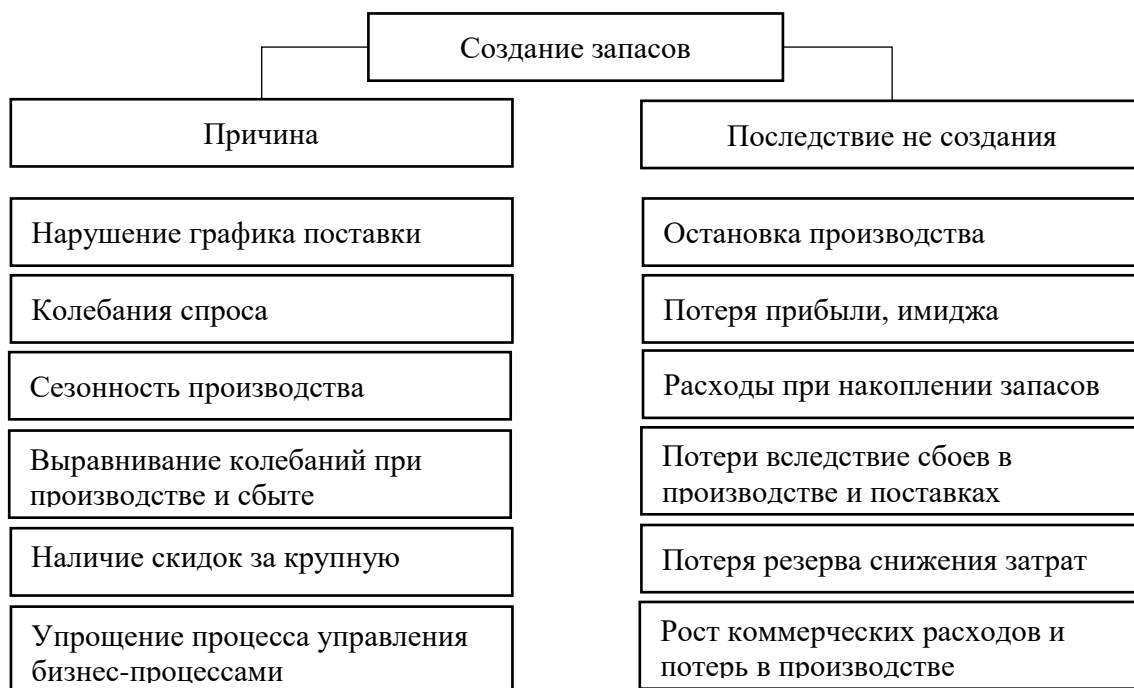 Создание запасов
Причина
Последствие не создания
Нарушение графика поставки
Остановка производства
Колебания спроса
Потеря прибыли, имиджа
Сезонность производства
Расходы при накоплении запасов
Выравнивание колебаний при
производстве и сбыте
Потери вследствие сбоев в
производстве и поставках
Наличие скидок за крупную
Потеря резерва снижения затрат
Упрощение процесса управления
бизнес-процессами
Рост коммерческих расходов и
потерь в производстве